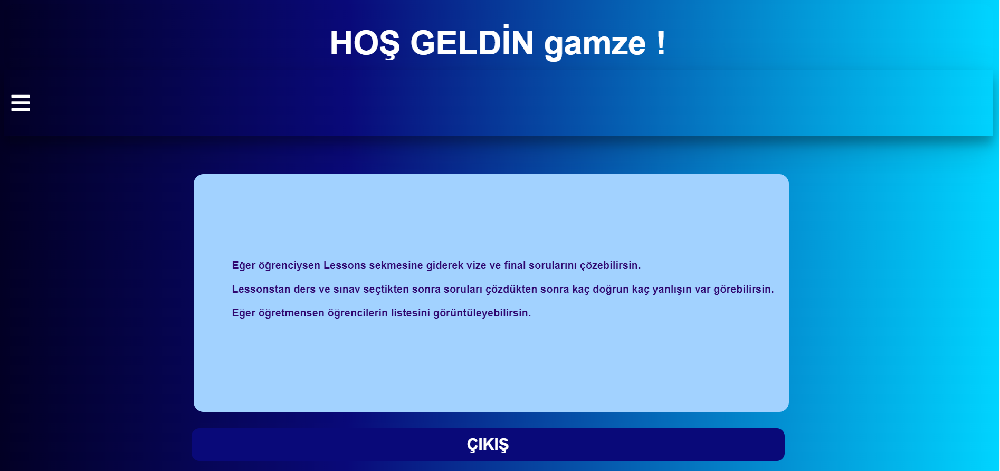 HOŞ GELDİN gamze !
Eğer öğrenciysen Lessons sekmesine giderek vize ve final sorularını çözebilirsin.
Lessonstan ders ve sınav seçtikten sonra soruları çözdükten sonra kaç doğrun kaç yanlışın var görebilirsin.
Eğer öğretmensen öğrencilerin listesini görüntüleyebilirsin.
ÇIKIŞ